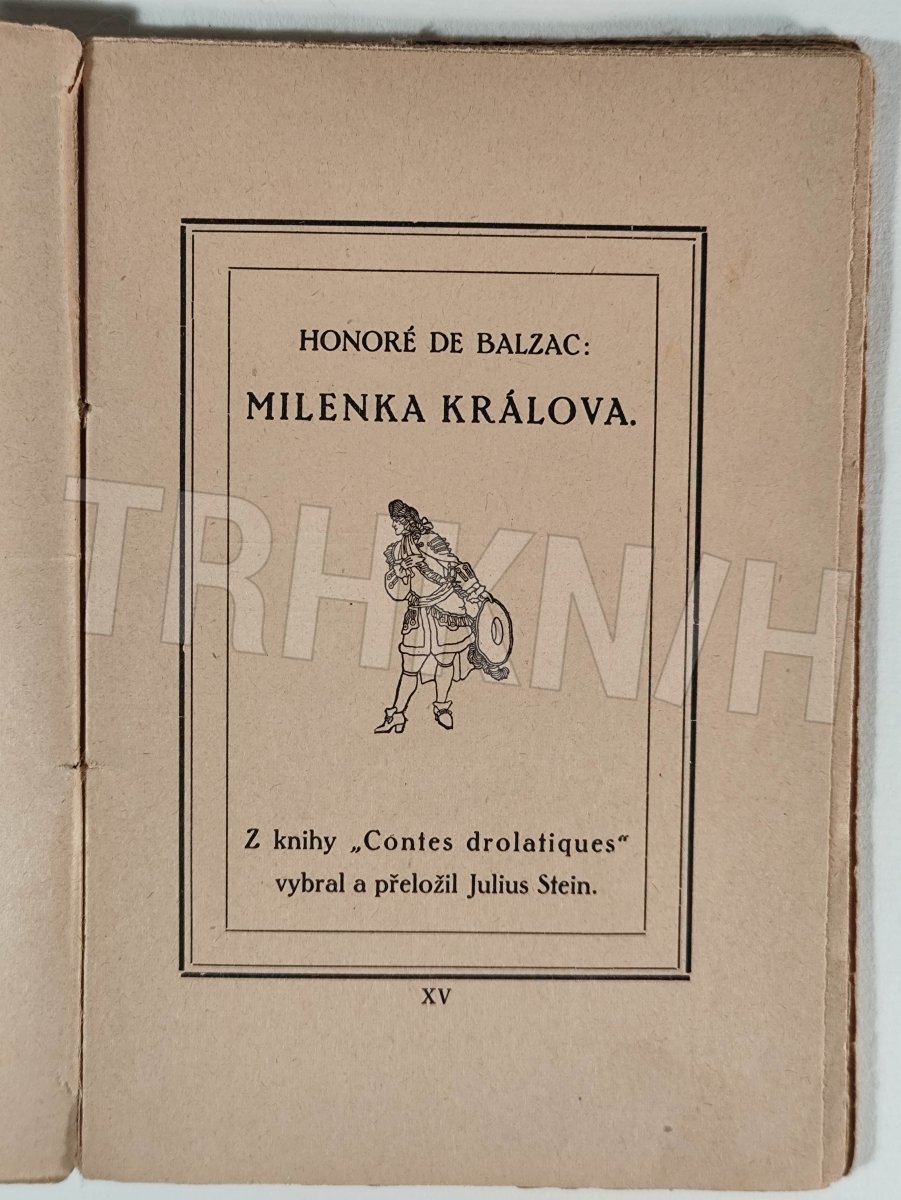 HONORÉ DE BALZAC:
MILENKA KRÁLOVA.
TRHKNIH
Z knihy „Contes drolatiques“
vybral a přeložil Julius Stein.
XV